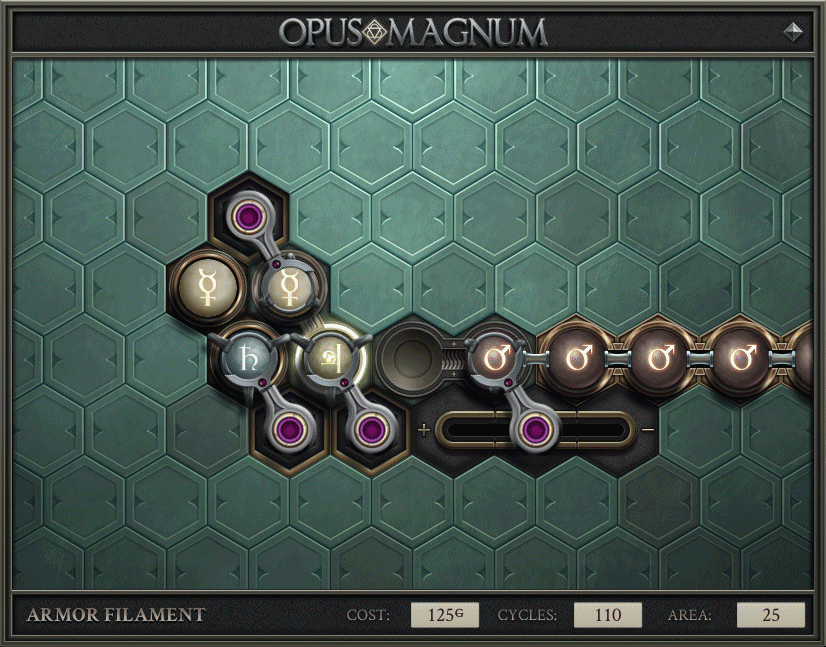 OPUS MAGNUM
☿ ☿
♄ ♃ ♂ ♂ ♂ ♂
+ −
ARMOR FILAMENT COST: 125G CYCLES: 110 AREA: 25